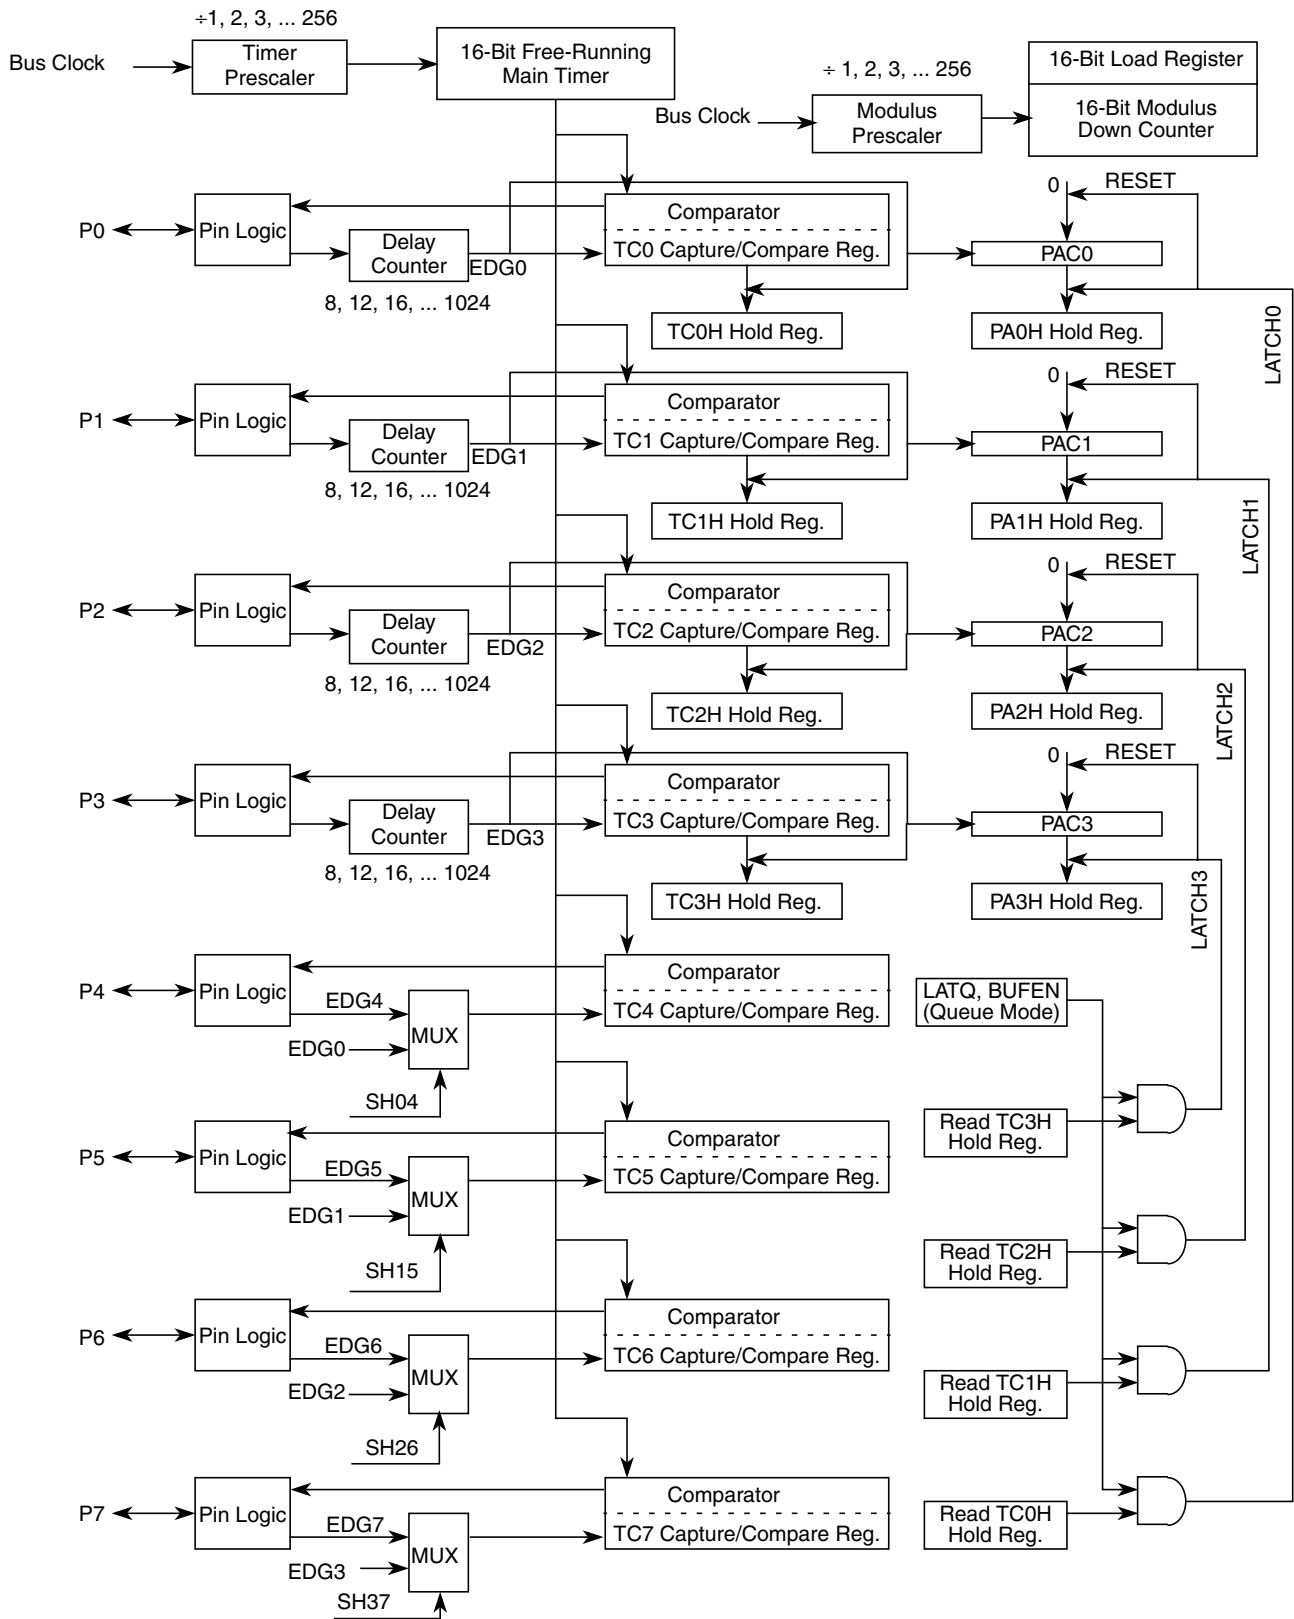 ÷1, 2, 3, ... 256
Bus Clock
Timer
Prescaler
16-Bit Free-Running
Main Timer
÷ 1, 2, 3, ... 256
Bus Clock
Modulus
Prescaler
16-Bit Load Register
16-Bit Modulus
Down Counter
P0
Pin Logic
Delay
Counter
8, 12, 16, ... 1024
EDG0
Comparator
TC0 Capture/Compare Reg.
TC0H Hold Reg.
0
RESET
PAC0
PA0H Hold Reg.
LATCH0
P1
Pin Logic
Delay
Counter
8, 12, 16, ... 1024
EDG1
Comparator
TC1 Capture/Compare Reg.
TC1H Hold Reg.
0
RESET
PAC1
PA1H Hold Reg.
LATCH1
P2
Pin Logic
Delay
Counter
8, 12, 16, ... 1024
EDG2
Comparator
TC2 Capture/Compare Reg.
TC2H Hold Reg.
0
RESET
PAC2
PA2H Hold Reg.
LATCH2
P3
Pin Logic
Delay
Counter
8, 12, 16, ... 1024
EDG3
Comparator
TC3 Capture/Compare Reg.
TC3H Hold Reg.
0
RESET
PAC3
PA3H Hold Reg.
LATCH3
P4
Pin Logic
EDG4
EDG0
MUX
SH04
Comparator
TC4 Capture/Compare Reg.
LATQ, BUFEN
(Queue Mode)
P5
Pin Logic
EDG5
EDG1
MUX
SH15
Comparator
TC5 Capture/Compare Reg.
Read TC3H
Hold Reg.
Read TC2H
Hold Reg.
P6
Pin Logic
EDG6
EDG2
MUX
SH26
Comparator
TC6 Capture/Compare Reg.
Read TC1H
Hold Reg.
P7
Pin Logic
EDG7
EDG3
MUX
SH37
Comparator
TC7 Capture/Compare Reg.
Read TC0H
Hold Reg.